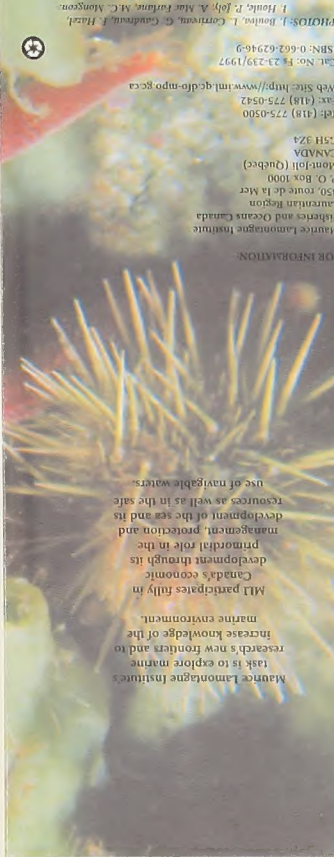 Maurice Lamontagne Institute's
task is to explore marine
research's new frontiers and to
increase knowledge of the
marine environment.
MLI participates fully in
Canada's economic
development through its
primordial role in the
management, protection and
development of the sea and its
resources as well as in the safe
use of navigable waters.
FOR INFORMATION:
Maurice Lamontagne Institute
Fisheries and Oceans Canada
Laurentian Region
850, route de la Mer
P. O. Box 1000
Mont-Joli (Québec)
CANADA
G5H 3Z4
Tel: (418) 775-0500
Fax: (418) 775-0542
Web Site: http://www.iml.qc.dfo-mpo.gc.ca
Cat. No: Fs 23-239/1997
ISBN: 0-662-62946-9
PHOTOS: J. Boulva, L. Corriveau, G. Gaudreau, F. Hazel,
I. Houle, P. Joly, A. Mac Farlane, M.C. Mongeon.